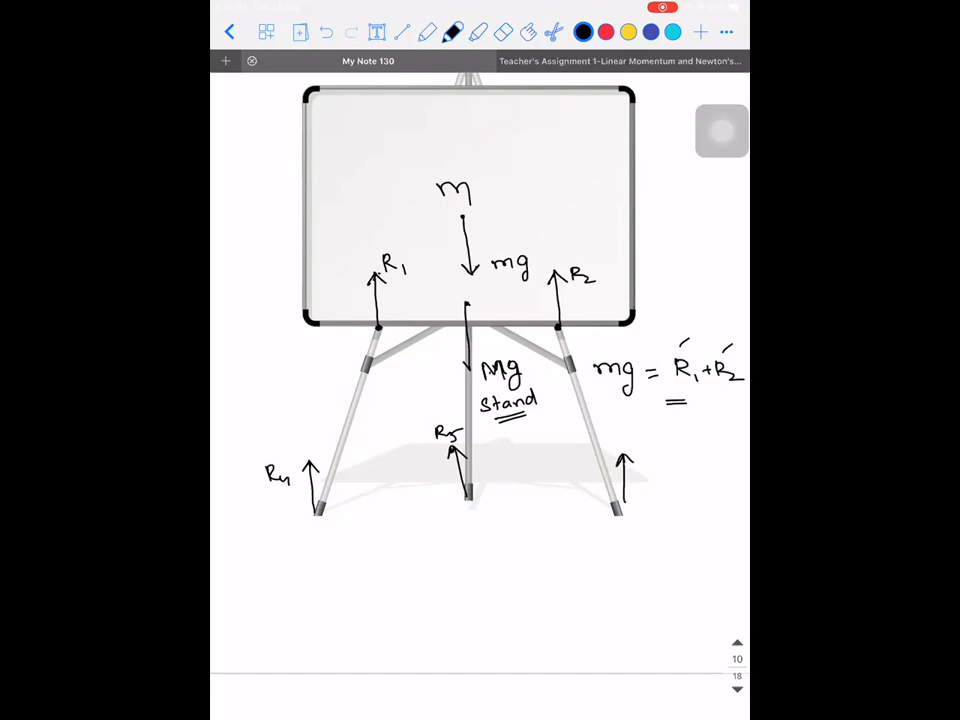 My Note 130
Teacher's Assignment 1-Linear Momentum and Newton's...
m
R₁
mg
R₂
Mg
stand
mg = R₁ + R₂
R₅
R₄
10
18